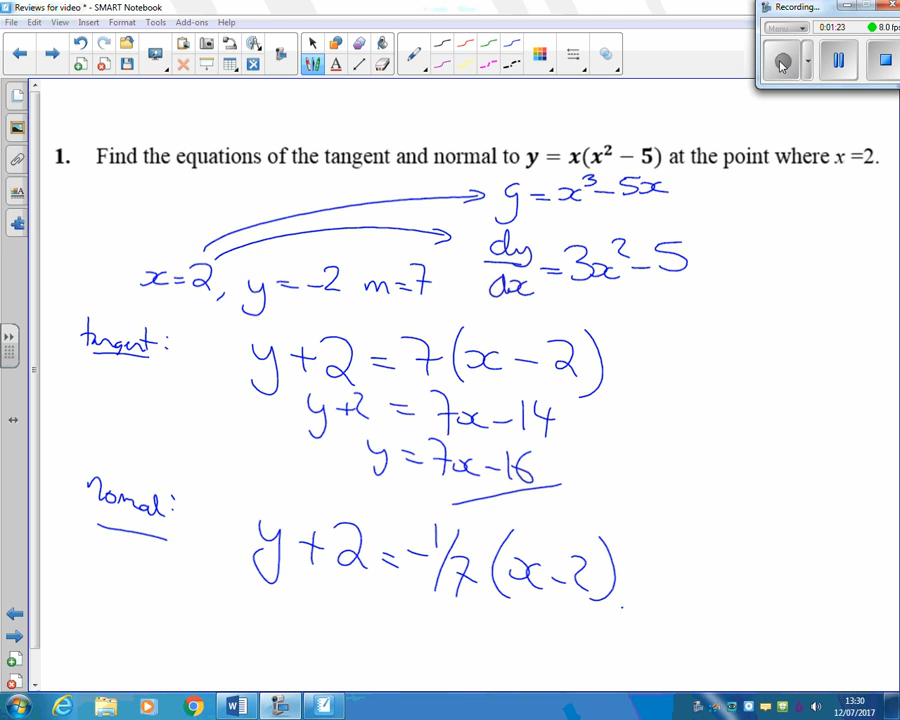 Reviews for video * - SMART Notebook
Recording...
File Edit View Insert Format Tools Add-ons Help
Menu
0:01:23
8.0fp
1. Find the equations of the tangent and normal to y = x(x² − 5) at the point where x =2.
y = x³ − 5x
dy/dx = 3x² − 5
x = 2, y = −2 m = 7
tangent:
y + 2 = 7(x − 2)
y + 2 = 7x − 14
y = 7x − 16
normal:
y + 2 = −1/7 (x − 2).
13:30
12/07/2017